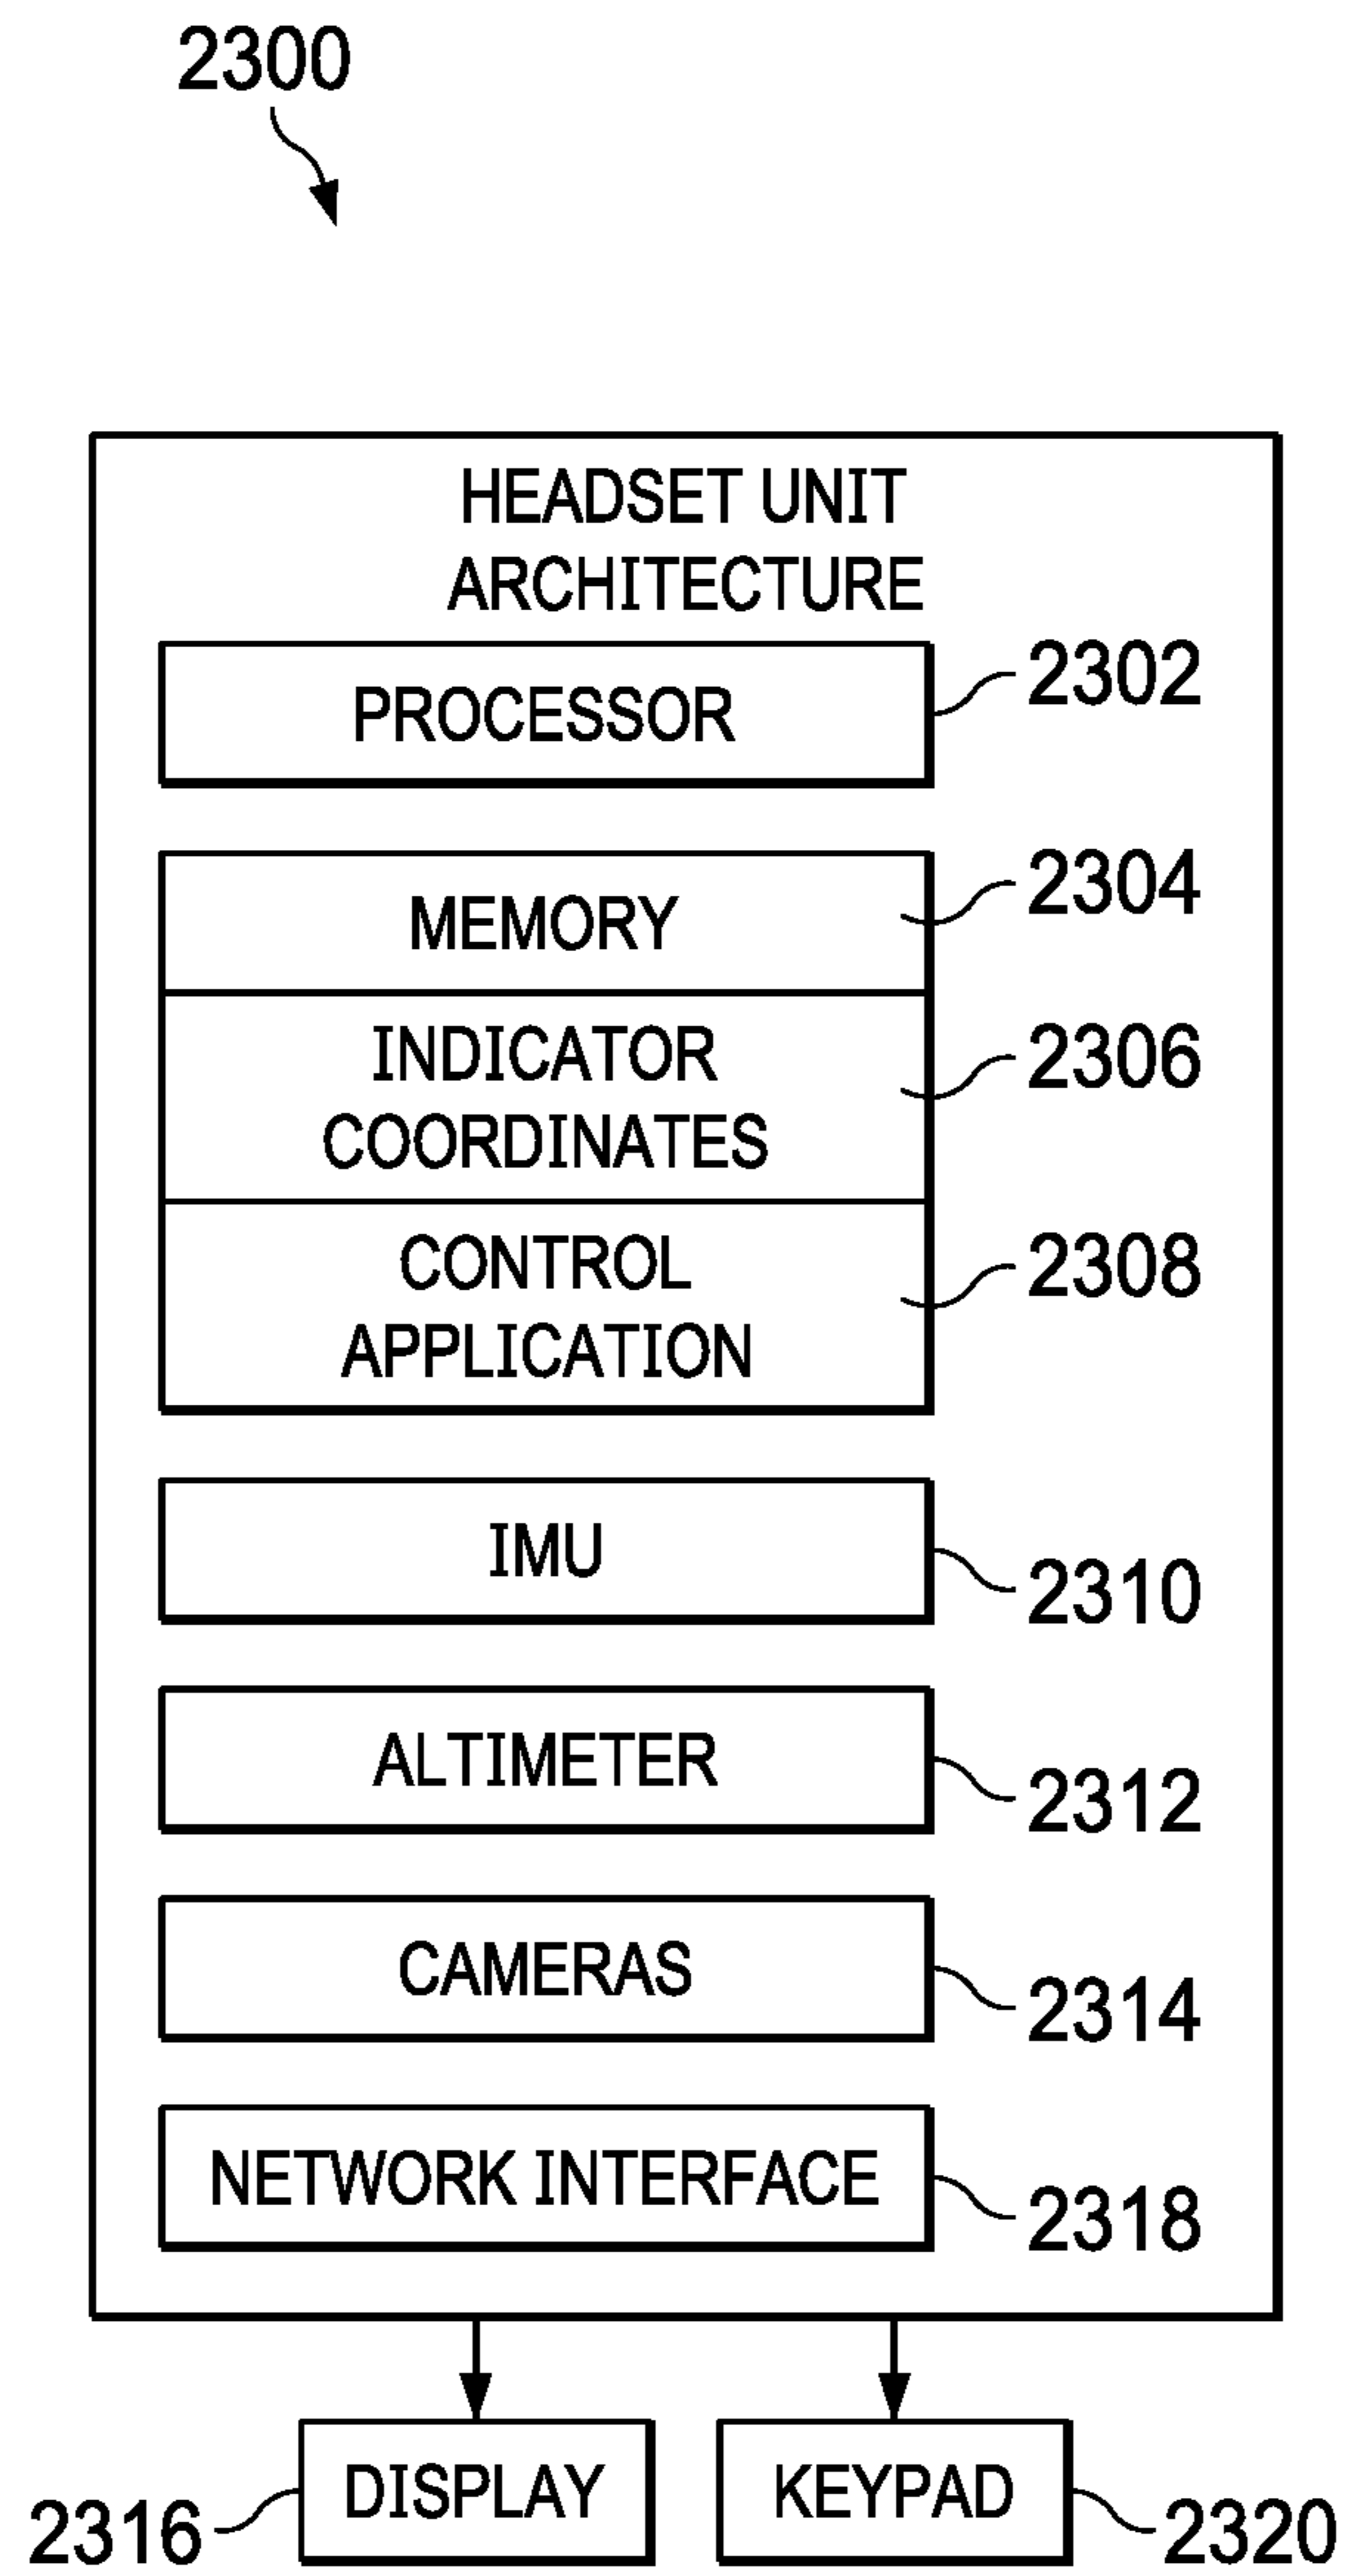 2300
HEADSET UNIT
ARCHITECTURE
PROCESSOR
2302
MEMORY
2304
INDICATOR
COORDINATES
2306
CONTROL
APPLICATION
2308
IMU
2310
ALTIMETER
2312
CAMERAS
2314
NETWORK INTERFACE
2318
DISPLAY
2316
KEYPAD
2320